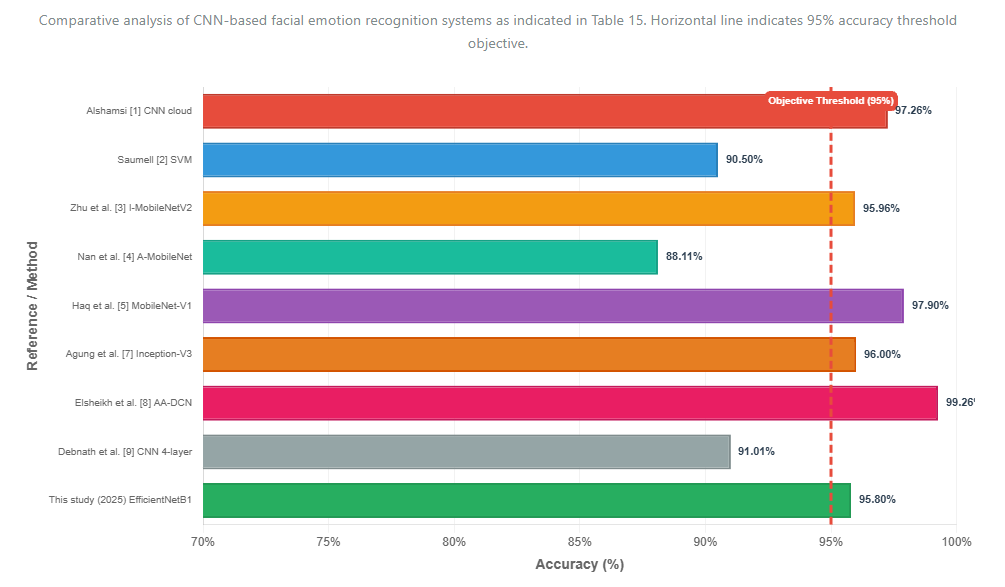 Comparative analysis of CNN-based facial emotion recognition systems as indicated in Table 15. Horizontal line indicates 95% accuracy threshold
objective.
Objective Threshold (95%)
Alshamsi [1] CNN cloud
97.26%
Saumell [2] SVM
90.50%
Zhu et al. [3] I-MobileNetV2
95.96%
Nan et al. [4] A-MobileNet
88.11%
Haq et al. [5] MobileNet-V1
97.90%
Agung et al. [7] Inception-V3
96.00%
Elsheikh et al. [8] AA-DCN
99.26
Debnath et al. [9] CNN 4-layer
91.01%
This study (2025) EfficientNetB1
95.80%
Reference / Method
70%
75%
80%
85%
90%
95%
100%
Accuracy (%)